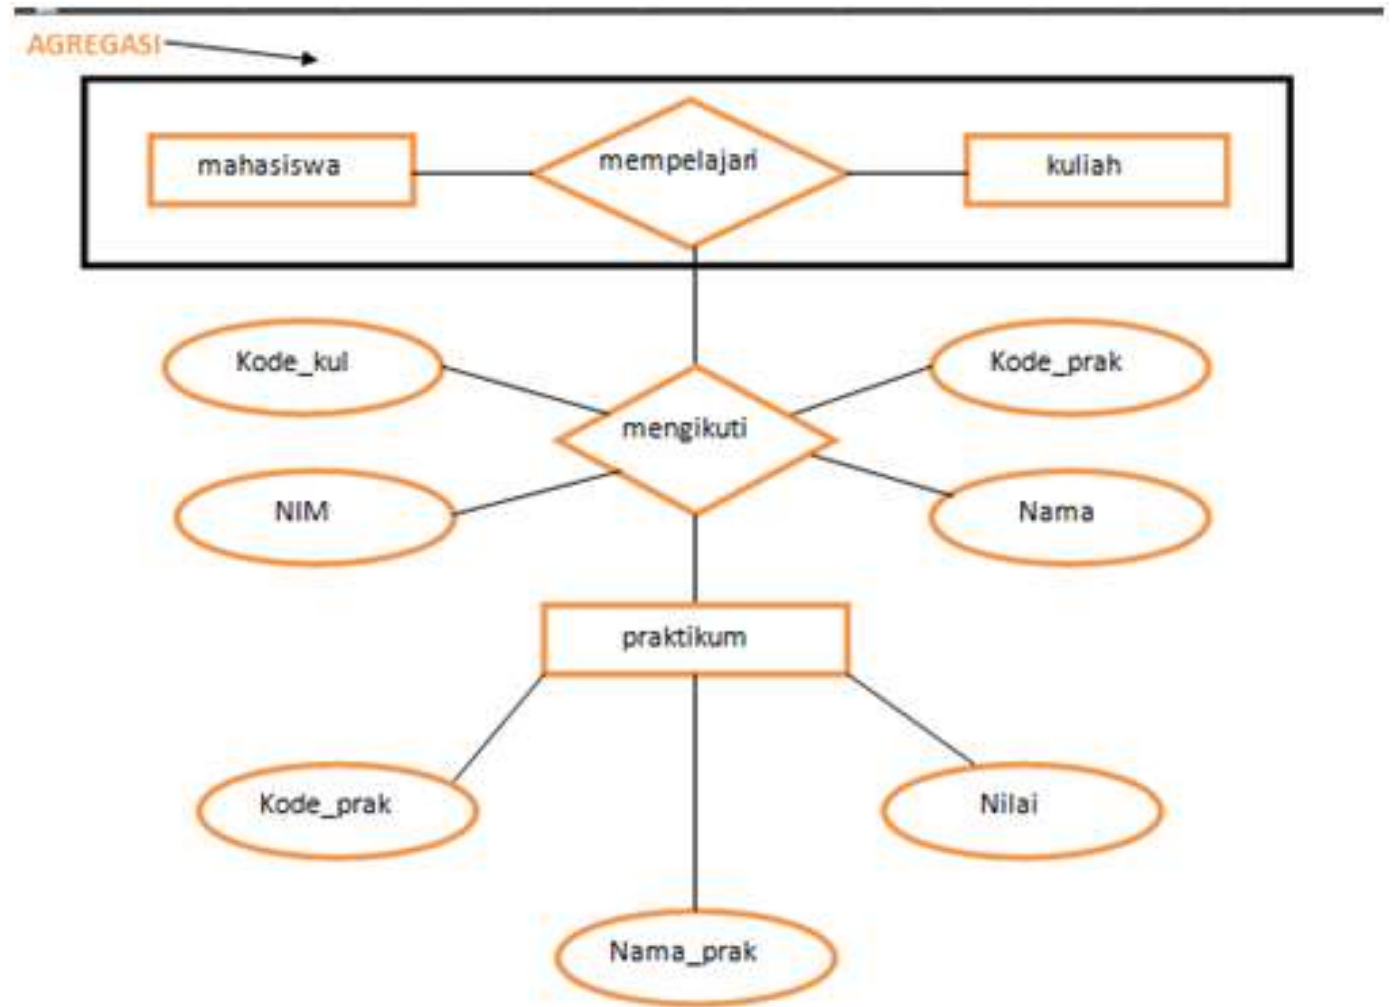 AGREGASI
mahasiswa
mempelajari
kuliah
Kode_kul
Kode_prak
mengikuti
NIM
Nama
praktikum
Kode_prak
Nilai
Nama_prak